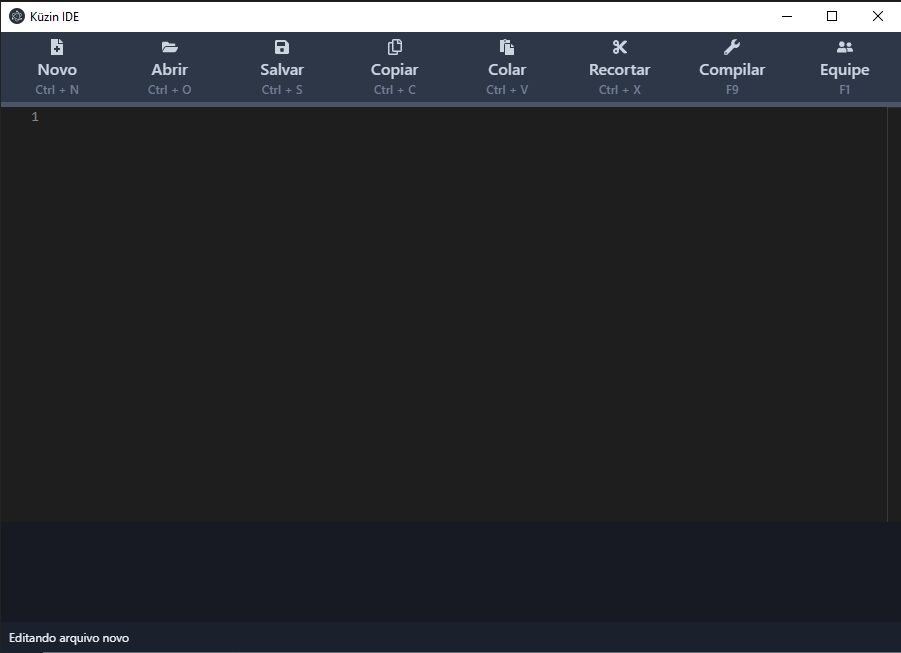 Küzin IDE
Novo Abrir Salvar Copiar Colar Recortar Compilar Equipe
Ctrl + N Ctrl + O Ctrl + S Ctrl + C Ctrl + V Ctrl + X F9 F1
1
Editando arquivo novo